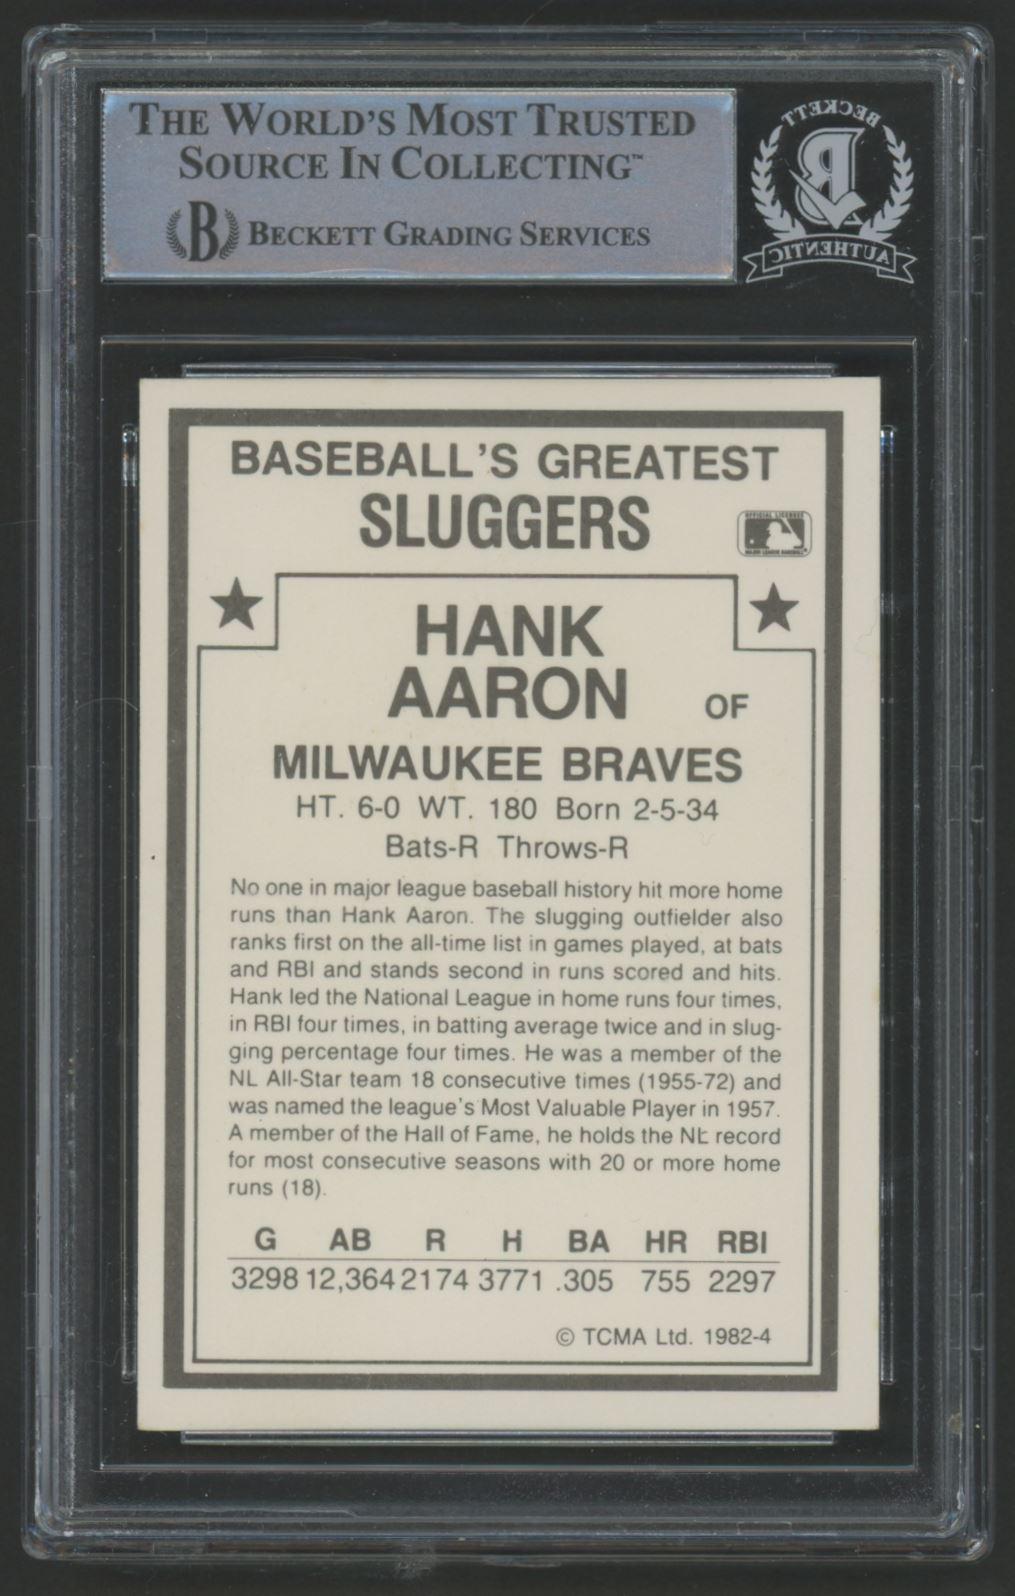 THE WORLD'S MOST TRUSTED
SOURCE IN COLLECTING™
B BECKETT GRADING SERVICES
BECKETT
B
AUTHENTIC
BASEBALL'S GREATEST
SLUGGERS
OFFICIAL LICENSEE
MAJOR LEAGUE BASEBALL
HANK
AARON OF
MILWAUKEE BRAVES
HT. 6-0 WT. 180 Born 2-5-34
Bats-R Throws-R
No one in major league baseball history hit more home
runs than Hank Aaron. The slugging outfielder also
ranks first on the all-time list in games played, at bats
and RBI and stands second in runs scored and hits.
Hank led the National League in home runs four times,
in RBI four times, in batting average twice and in slug-
ging percentage four times. He was a member of the
NL All-Star team 18 consecutive times (1955-72) and
was named the league's Most Valuable Player in 1957.
A member of the Hall of Fame, he holds the NL record
for most consecutive seasons with 20 or more home
runs (18).
G AB R H BA HR RBI
3298 12,364 2174 3771 .305 755 2297
© TCMA Ltd. 1982-4